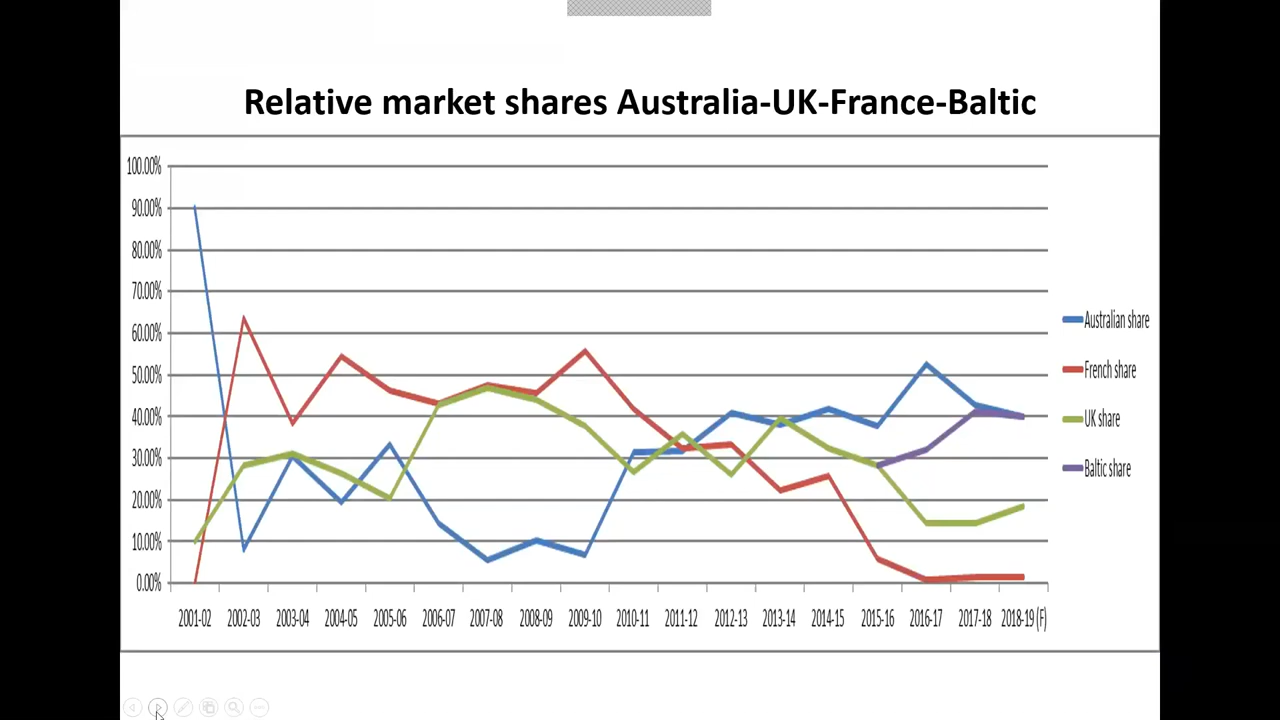 Relative market shares Australia-UK-France-Baltic
100.00%
90.00%
80.00%
70.00%
60.00%
50.00%
40.00%
30.00%
20.00%
10.00%
0.00%
2001-02 2002-03 2003-04 2004-05 2005-06 2006-07 2007-08 2008-09 2009-10 2010-11 2011-12 2012-13 2013-14 2014-15 2015-16 2016-17 2017-18 2018-19 (F)
Australian share
French share
UK share
Baltic share